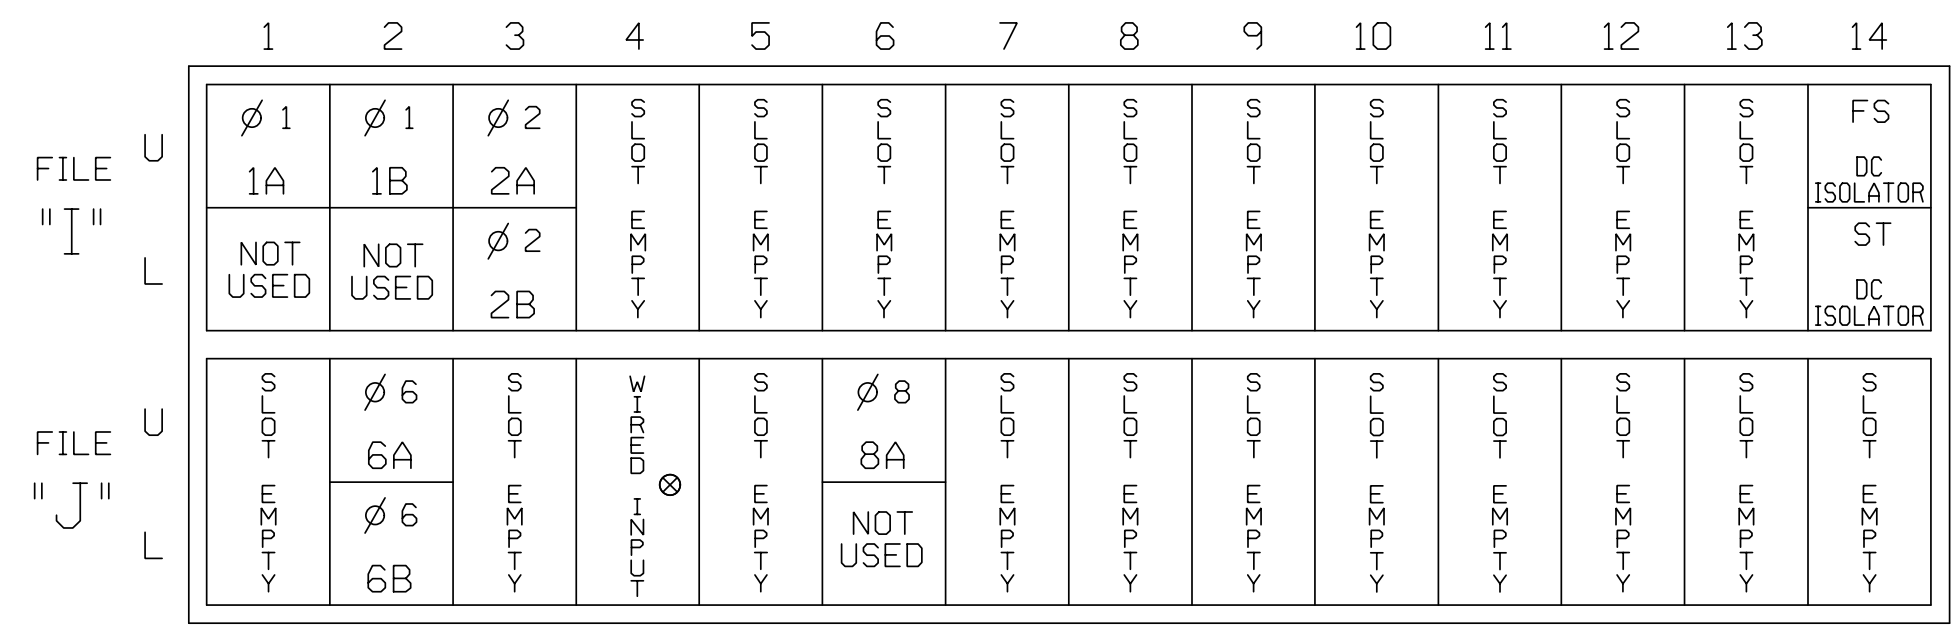 1 2 3 4 5 6 7 8 9 10 11 12 13 14
FILE "I"
U
Ø 1 1A
Ø 1 1B
Ø 2 2A
SLOT EMPTY
SLOT EMPTY
SLOT EMPTY
SLOT EMPTY
SLOT EMPTY
SLOT EMPTY
SLOT EMPTY
SLOT EMPTY
SLOT EMPTY
SLOT EMPTY
FS DC ISOLATOR
L
NOT USED
NOT USED
Ø 2 2B
ST DC ISOLATOR
FILE "J"
U
SLOT EMPTY
Ø 6 6A
SLOT EMPTY
WIRED INPUT ⊗
SLOT EMPTY
Ø 8 8A
SLOT EMPTY
SLOT EMPTY
SLOT EMPTY
SLOT EMPTY
SLOT EMPTY
SLOT EMPTY
SLOT EMPTY
SLOT EMPTY
L
Ø 6 6B
NOT USED